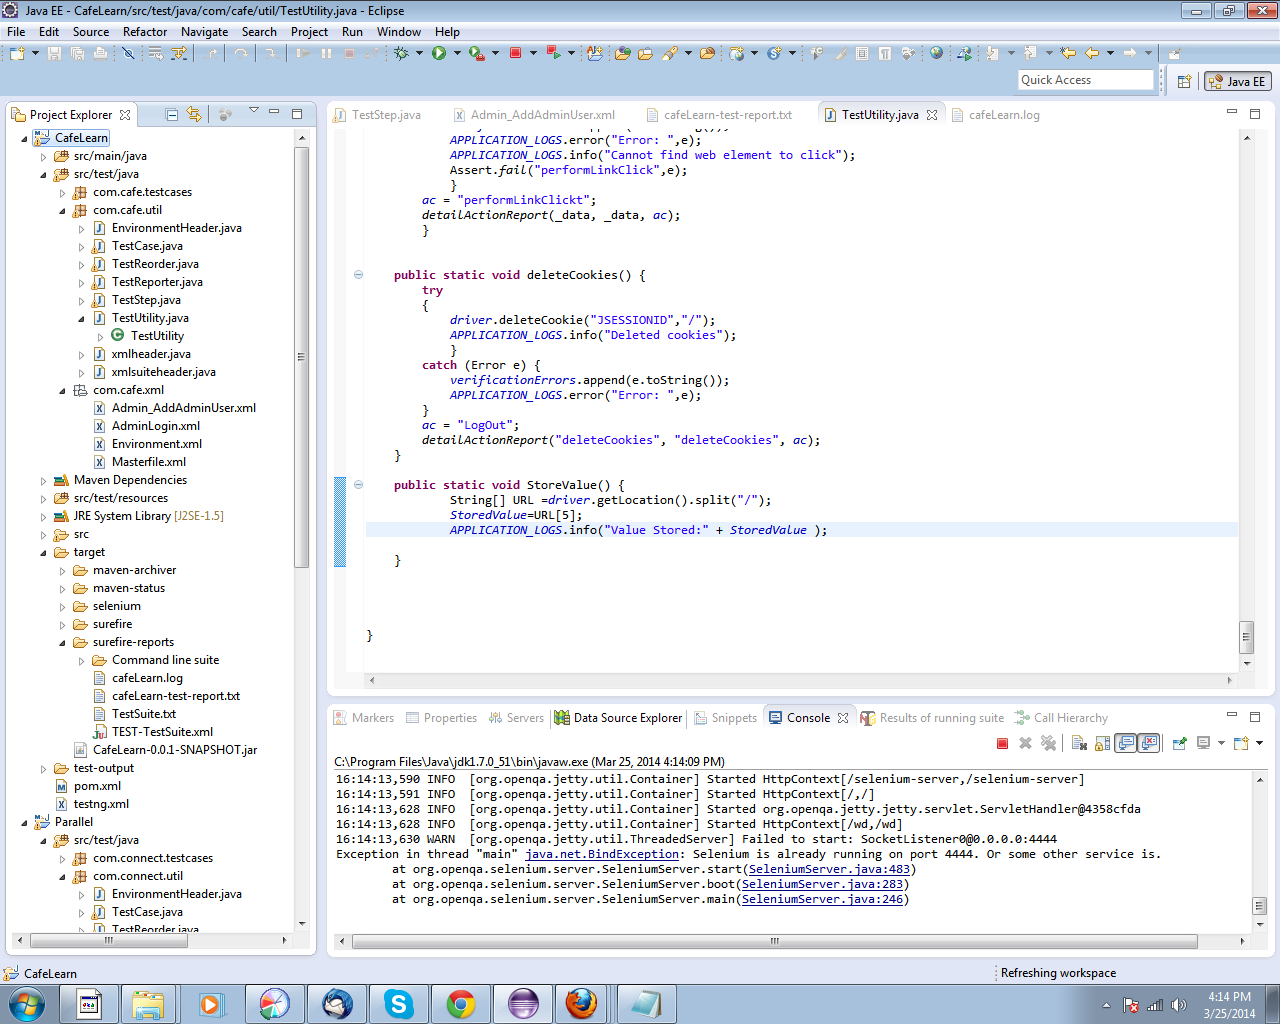 Java EE - CafeLearn/src/test/java/com/cafe/util/TestUtility.java - Eclipse
File Edit Source Refactor Navigate Search Project Run Window Help
Quick Access
Java EE
Project Explorer
CafeLearn
src/main/java
src/test/java
com.cafe.testcases
com.cafe.util
EnvironmentHeader.java
TestCase.java
TestReorder.java
TestReporter.java
TestStep.java
TestUtility.java
TestUtility
xmlheader.java
xmlsuiteheader.java
com.cafe.xml
Admin_AddAdminUser.xml
AdminLogin.xml
Environment.xml
Masterfile.xml
Maven Dependencies
src/test/resources
JRE System Library [J2SE-1.5]
src
target
maven-archiver
maven-status
selenium
surefire
surefire-reports
Command line suite
cafeLearn.log
cafeLearn-test-report.txt
TestSuite.txt
TEST-TestSuite.xml
CafeLearn-0.0.1-SNAPSHOT.jar
test-output
pom.xml
testng.xml
Parallel
src/test/java
com.connect.testcases
com.connect.util
EnvironmentHeader.java
TestCase.java
TestReorder.java
TestStep.java Admin_AddAdminUser.xml cafeLearn-test-report.txt TestUtility.java cafeLearn.log
APPLICATION_LOGS.error("Error: ",e);
APPLICATION_LOGS.info("Cannot find web element to click");
Assert.fail("performLinkClick",e);
}
ac = "performLinkClickt";
detailActionReport(_data, _data, ac);
}
public static void deleteCookies() {
try
{
driver.deleteCookie("JSESSIONID","/");
APPLICATION_LOGS.info("Deleted cookies");
}
catch (Error e) {
verificationErrors.append(e.toString());
APPLICATION_LOGS.error("Error: ",e);
}
ac = "LogOut";
detailActionReport("deleteCookies", "deleteCookies", ac);
}
public static void StoreValue() {
String[] URL =driver.getLocation().split("/");
StoredValue=URL[5];
APPLICATION_LOGS.info("Value Stored:" + StoredValue );
}
}
Markers Properties Servers Data Source Explorer Snippets Console Results of running suite Call Hierarchy
C:\Program Files\Java\jdk1.7.0_51\bin\javaw.exe (Mar 25, 2014 4:14:09 PM)
16:14:13,590 INFO [org.openqa.jetty.util.Container] Started HttpContext[/selenium-server,/selenium-server]
16:14:13,591 INFO [org.openqa.jetty.util.Container] Started HttpContext[/,/]
16:14:13,628 INFO [org.openqa.jetty.util.Container] Started org.openqa.jetty.jetty.servlet.ServletHandler@4358cfda
16:14:13,628 INFO [org.openqa.jetty.util.Container] Started HttpContext[/wd,/wd]
16:14:13,630 WARN [org.openqa.jetty.util.ThreadedServer] Failed to start: SocketListener0@0.0.0.0:4444
Exception in thread "main" java.net.BindException: Selenium is already running on port 4444. Or some other service is.
at org.openqa.selenium.server.SeleniumServer.start(SeleniumServer.java:483)
at org.openqa.selenium.server.SeleniumServer.boot(SeleniumServer.java:283)
at org.openqa.selenium.server.SeleniumServer.main(SeleniumServer.java:246)
CafeLearn
Refreshing workspace
4:14 PM
3/25/2014